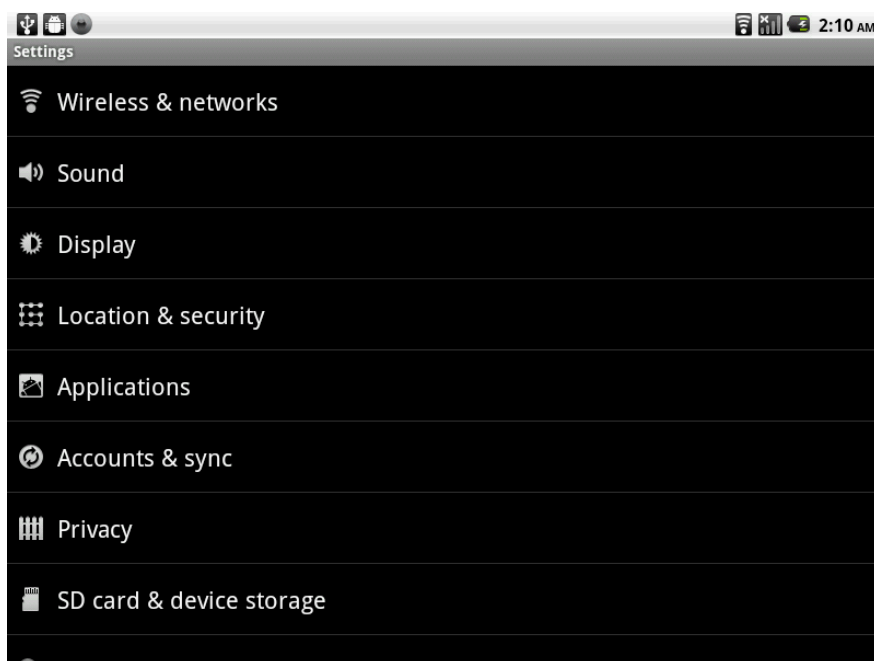 2:10 AM
Settings
Wireless & networks
Sound
Display
Location & security
Applications
Accounts & sync
Privacy
SD card & device storage